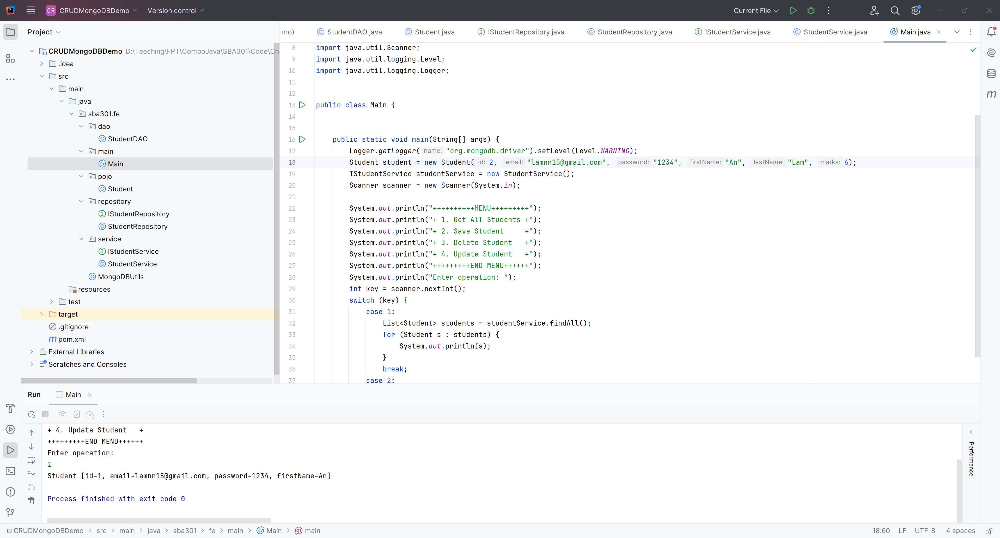 CR CRUDMongoDBDemo Version control Current File
Project
mo) StudentDAO.java Student.java IStudentRepository.java StudentRepository.java IStudentService.java StudentService.java Main.java
CRUDMongoDBDemo D:\Teaching\FPT\ComboJava\SBA301\Code\Ch
.idea
src
main
java
sba301.fe
dao
StudentDAO
main
Main
pojo
Student
repository
IStudentRepository
StudentRepository
service
IStudentService
StudentService
MongoDBUtils
resources
test
target
.gitignore
pom.xml
External Libraries
Scratches and Consoles
8 import java.util.Scanner;
9 import java.util.logging.Level;
10 import java.util.logging.Logger;
11
12
13 public class Main {
14
15
16 public static void main(String[] args) {
17 Logger.getLogger( name: "org.mongodb.driver").setLevel(Level.WARNING);
18 Student student = new Student( id: 2, email: "lamnn15@gmail.com", password: "1234", firstName: "An", lastName: "Lam", marks: 6);
19 IStudentService studentService = new StudentService();
20 Scanner scanner = new Scanner(System.in);
21
22 System.out.println("++++++++++MENU+++++++++");
23 System.out.println("+ 1. Get All Students +");
24 System.out.println("+ 2. Save Student     +");
25 System.out.println("+ 3. Delete Student   +");
26 System.out.println("+ 4. Update Student   +");
27 System.out.println("+++++++++END MENU++++++");
28 System.out.println("Enter operation: ");
29 int key = scanner.nextInt();
30 switch (key) {
31 case 1:
32 List<Student> students = studentService.findAll();
33 for (Student s : students) {
34 System.out.println(s);
35 }
36 break;
37 case 2:
Run Main
+ 4. Update Student   +
+++++++++END MENU++++++
Enter operation:
1
Student [id=1, email=lamnn15@gmail.com, password=1234, firstName=An]
Process finished with exit code 0
Performance
CRUDMongoDBDemo > src > main > java > sba301 > fe > main > Main > main 18:60 LF UTF-8 4 spaces